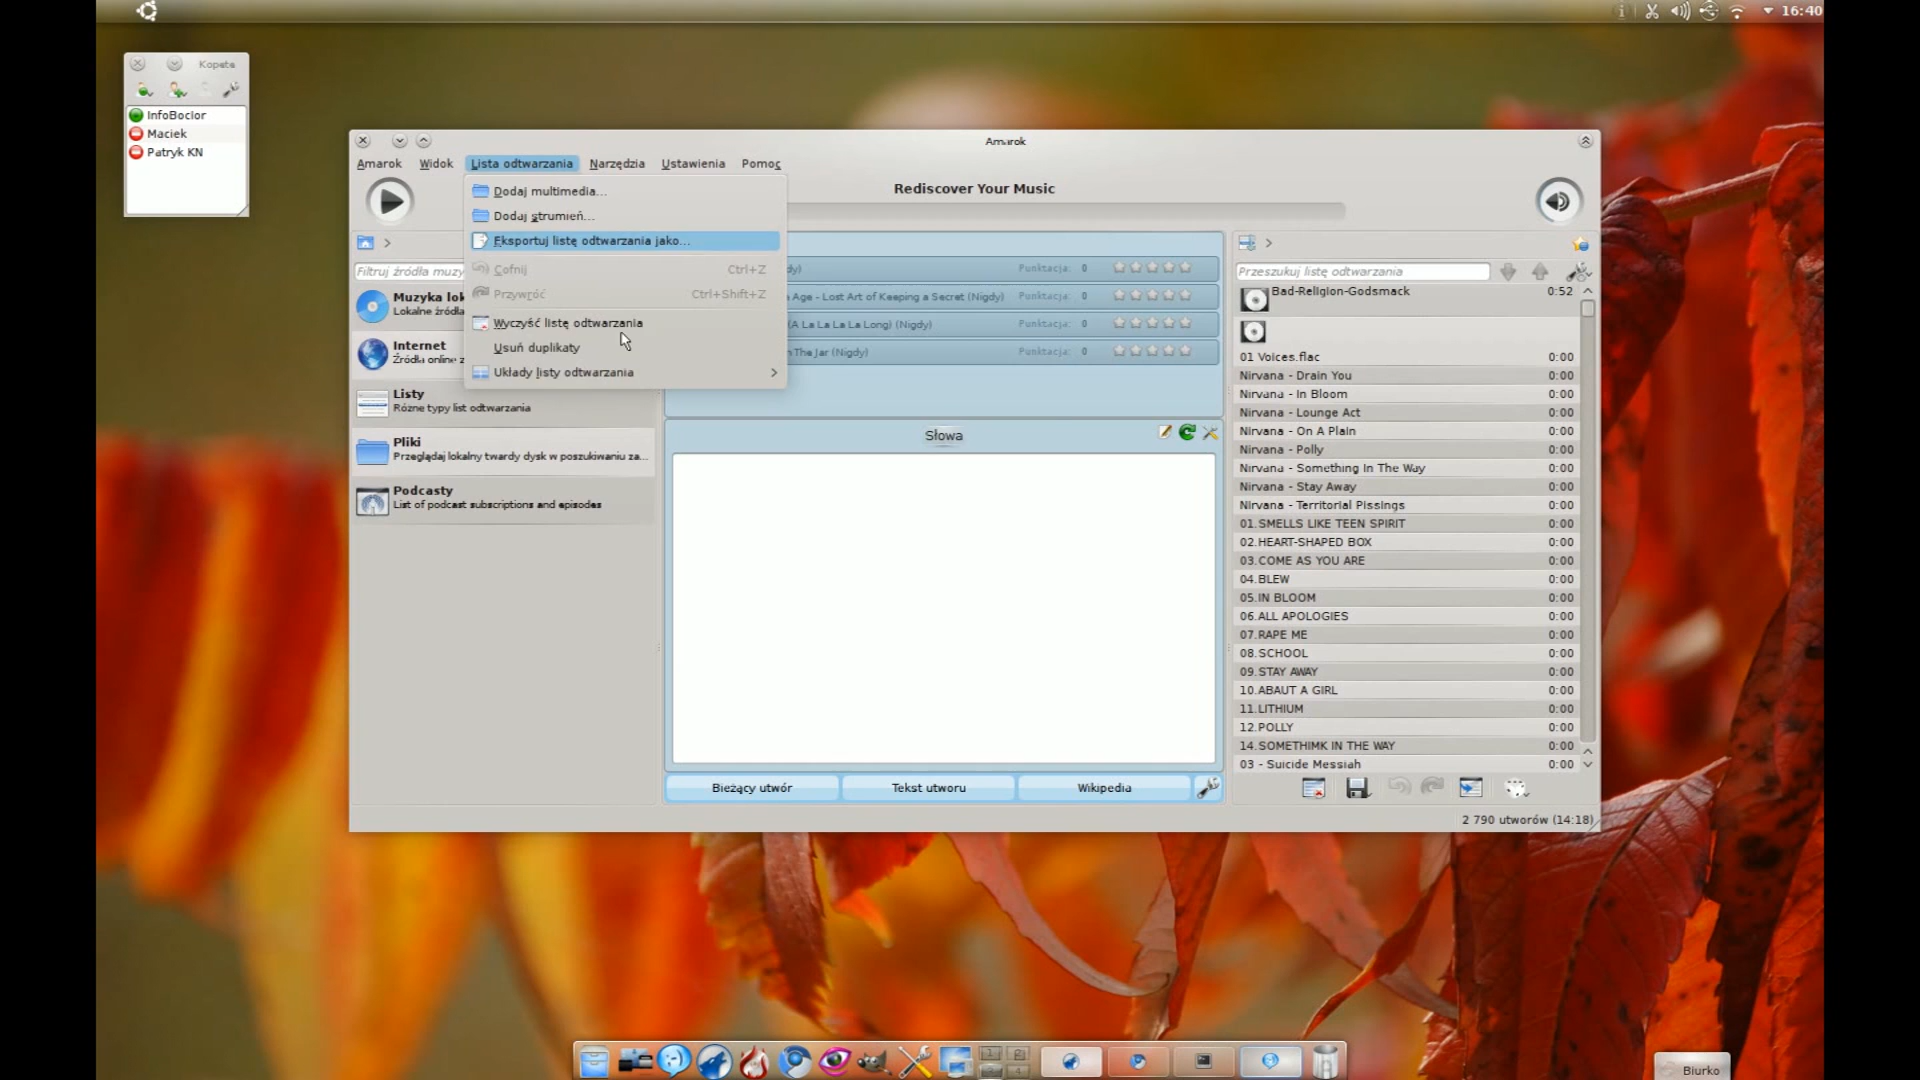 16:40
Kopete
InfoBocior
Maciek
Patryk KN
Amarok
Amarok Widok Lista odtwarzania Narzędzia Ustawienia Pomoc
Rediscover Your Music
Dodaj multimedia...
Dodaj strumień...
Eksportuj listę odtwarzania jako...
Cofnij Ctrl+Z
Przywróć Ctrl+Shift+Z
Wyczyść listę odtwarzania
Usuń duplikaty
Układy listy odtwarzania
Filtruj źródła muzy
Muzyka lok
Lokalne źródła
Internet
Źródła online z
Listy
Różne typy list odtwarzania
Pliki
Przeglądaj lokalny twardy dysk w poszukiwaniu za...
Podcasty
List of podcast subscriptions and episodes
dy) Punktacja: 0
Age - Lost Art of Keeping a Secret (Nigdy) Punktacja: 0
(A La La La La Long) (Nigdy) Punktacja: 0
n The Jar (Nigdy) Punktacja: 0
Słowa
Bieżący utwór Tekst utworu Wikipedia
Przeszukuj listę odtwarzania
Bad-Religion-Godsmack 0:52
01 Voices.flac 0:00
Nirvana - Drain You 0:00
Nirvana - In Bloom 0:00
Nirvana - Lounge Act 0:00
Nirvana - On A Plain 0:00
Nirvana - Polly 0:00
Nirvana - Something In The Way 0:00
Nirvana - Stay Away 0:00
Nirvana - Territorial Pissings 0:00
01.SMELLS LIKE TEEN SPIRIT 0:00
02.HEART-SHAPED BOX 0:00
03.COME AS YOU ARE 0:00
04.BLEW 0:00
05.IN BLOOM 0:00
06.ALL APOLOGIES 0:00
07.RAPE ME 0:00
08.SCHOOL 0:00
09.STAY AWAY 0:00
10.ABAUT A GIRL 0:00
11.LITHIUM 0:00
12.POLLY 0:00
14.SOMETHIMK IN THE WAY 0:00
03 - Suicide Messiah 0:00
2 790 utworów (14:18)
1 2
3 4
Biurko